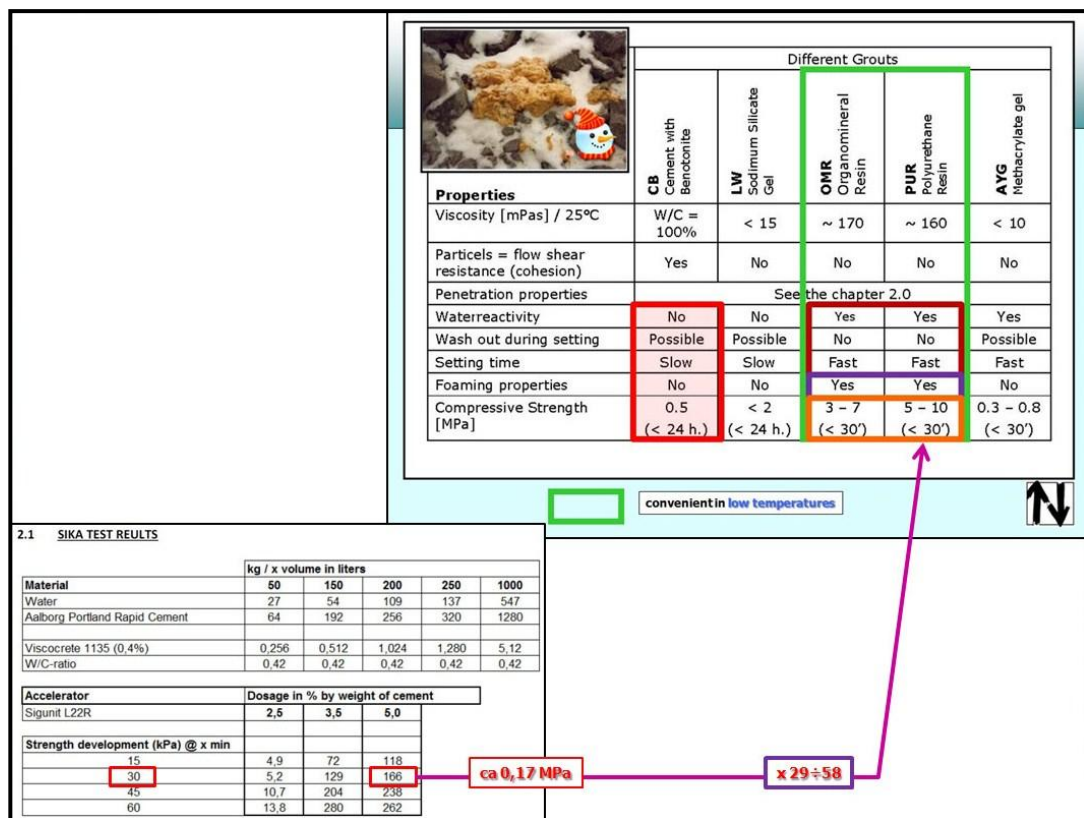 Different Grouts
Properties
CB Cement with Benotonite
LW Sodimum Silicate Gel
OMR Organomineral Resin
PUR Polyurethane Resin
AYG Methacrylate gel
Viscosity [mPas] / 25ºC W/C = 100% < 15 ~ 170 ~ 160 < 10
Particels = flow shear resistance (cohesion) Yes No No No No
Penetration properties See the chapter 2.0
Waterreactivity No No Yes Yes Yes
Wash out during setting Possible Possible No No Possible
Setting time Slow Slow Fast Fast Fast
Foaming properties No No Yes Yes No
Compressive Strength [MPa] 0.5 < 2 3 – 7 5 – 10 0.3 – 0.8
(< 24 h.) (< 24 h.) (< 30') (< 30') (< 30')
convenient in low temperatures
2.1 SIKA TEST REULTS
kg / x volume in liters
Material 50 150 200 250 1000
Water 27 54 109 137 547
Aalborg Portland Rapid Cement 64 192 256 320 1280
Viscocrete 1135 (0,4%) 0,256 0,512 1,024 1,280 5,12
W/C-ratio 0,42 0,42 0,42 0,42 0,42
Accelerator Dosage in % by weight of cement
Sigunit L22R 2,5 3,5 5,0
Strength development (kPa) @ x min
15 4,9 72 118
30 5,2 129 166
45 10,7 204 238
60 13,8 280 262
ca 0,17 MPa
x 29÷58